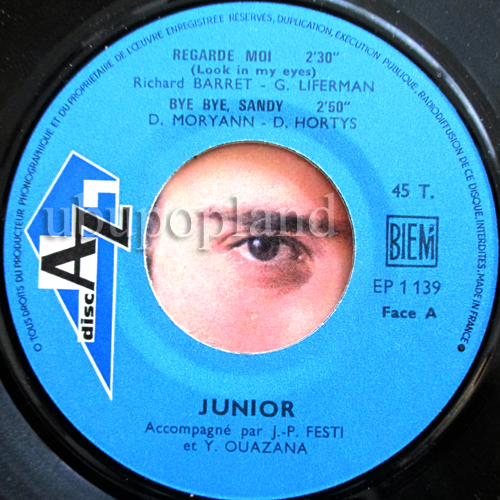 O TOUS DROITS DU PRODUCTEUR PHONOGRAPHIQUE ET DU PROPRIÉTAIRE DE L'ŒUVRE ENREGISTRÉE RÉSERVÉS, DUPLICATION, EXÉCUTION PUBLIQUE, RADIODIFFUSION DE CE DISQUE, INTERDITES. MADE IN FRANCE
REGARDE MOI 2'30"
(Look in my eyes)
Richard BARRET - G. LIFERMAN
BYE BYE, SANDY 2'50"
D. MORYANN - D. HORTYS
45 T.
ubupopland
disc AZ
BIEM
EP 1 139
Face A
JUNIOR
Accompagné par J.-P. FESTI
et Y. OUAZANA